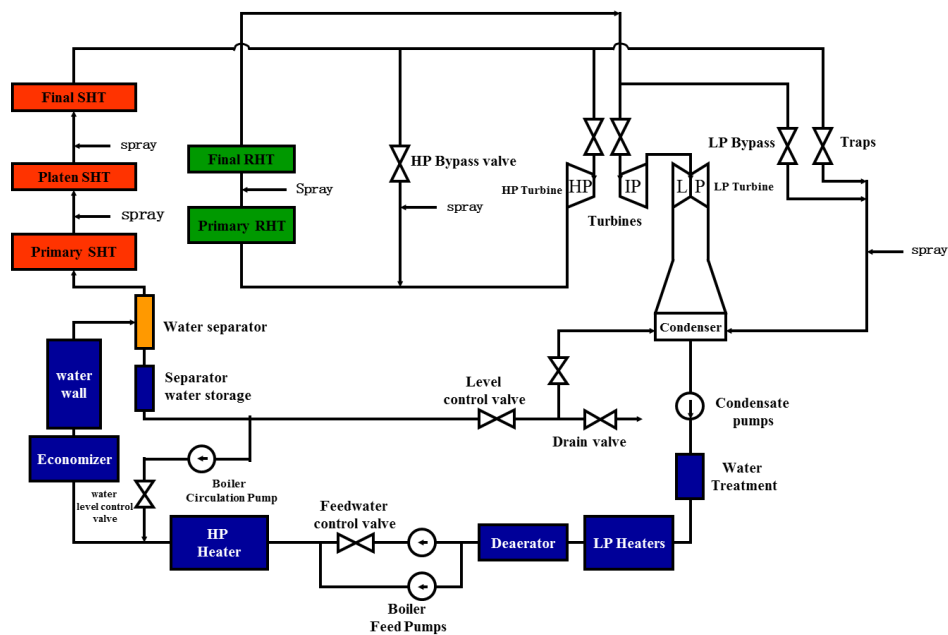 Final SHT
spray
Platen SHT
spray
Primary SHT
Final RHT
Spray
Primary RHT
HP Bypass valve
spray
HP Turbine
HP
IP
Turbines
L P
LP Turbine
LP Bypass
Traps
spray
Water separator
Condenser
water
wall
Separator
water storage
Level
control valve
Drain valve
Condensate
pumps
Economizer
water
level control
valve
Boiler
Circulation Pump
Water
Treatment
Feedwater
control valve
HP
Heater
Deaerator
LP Heaters
Boiler
Feed Pumps